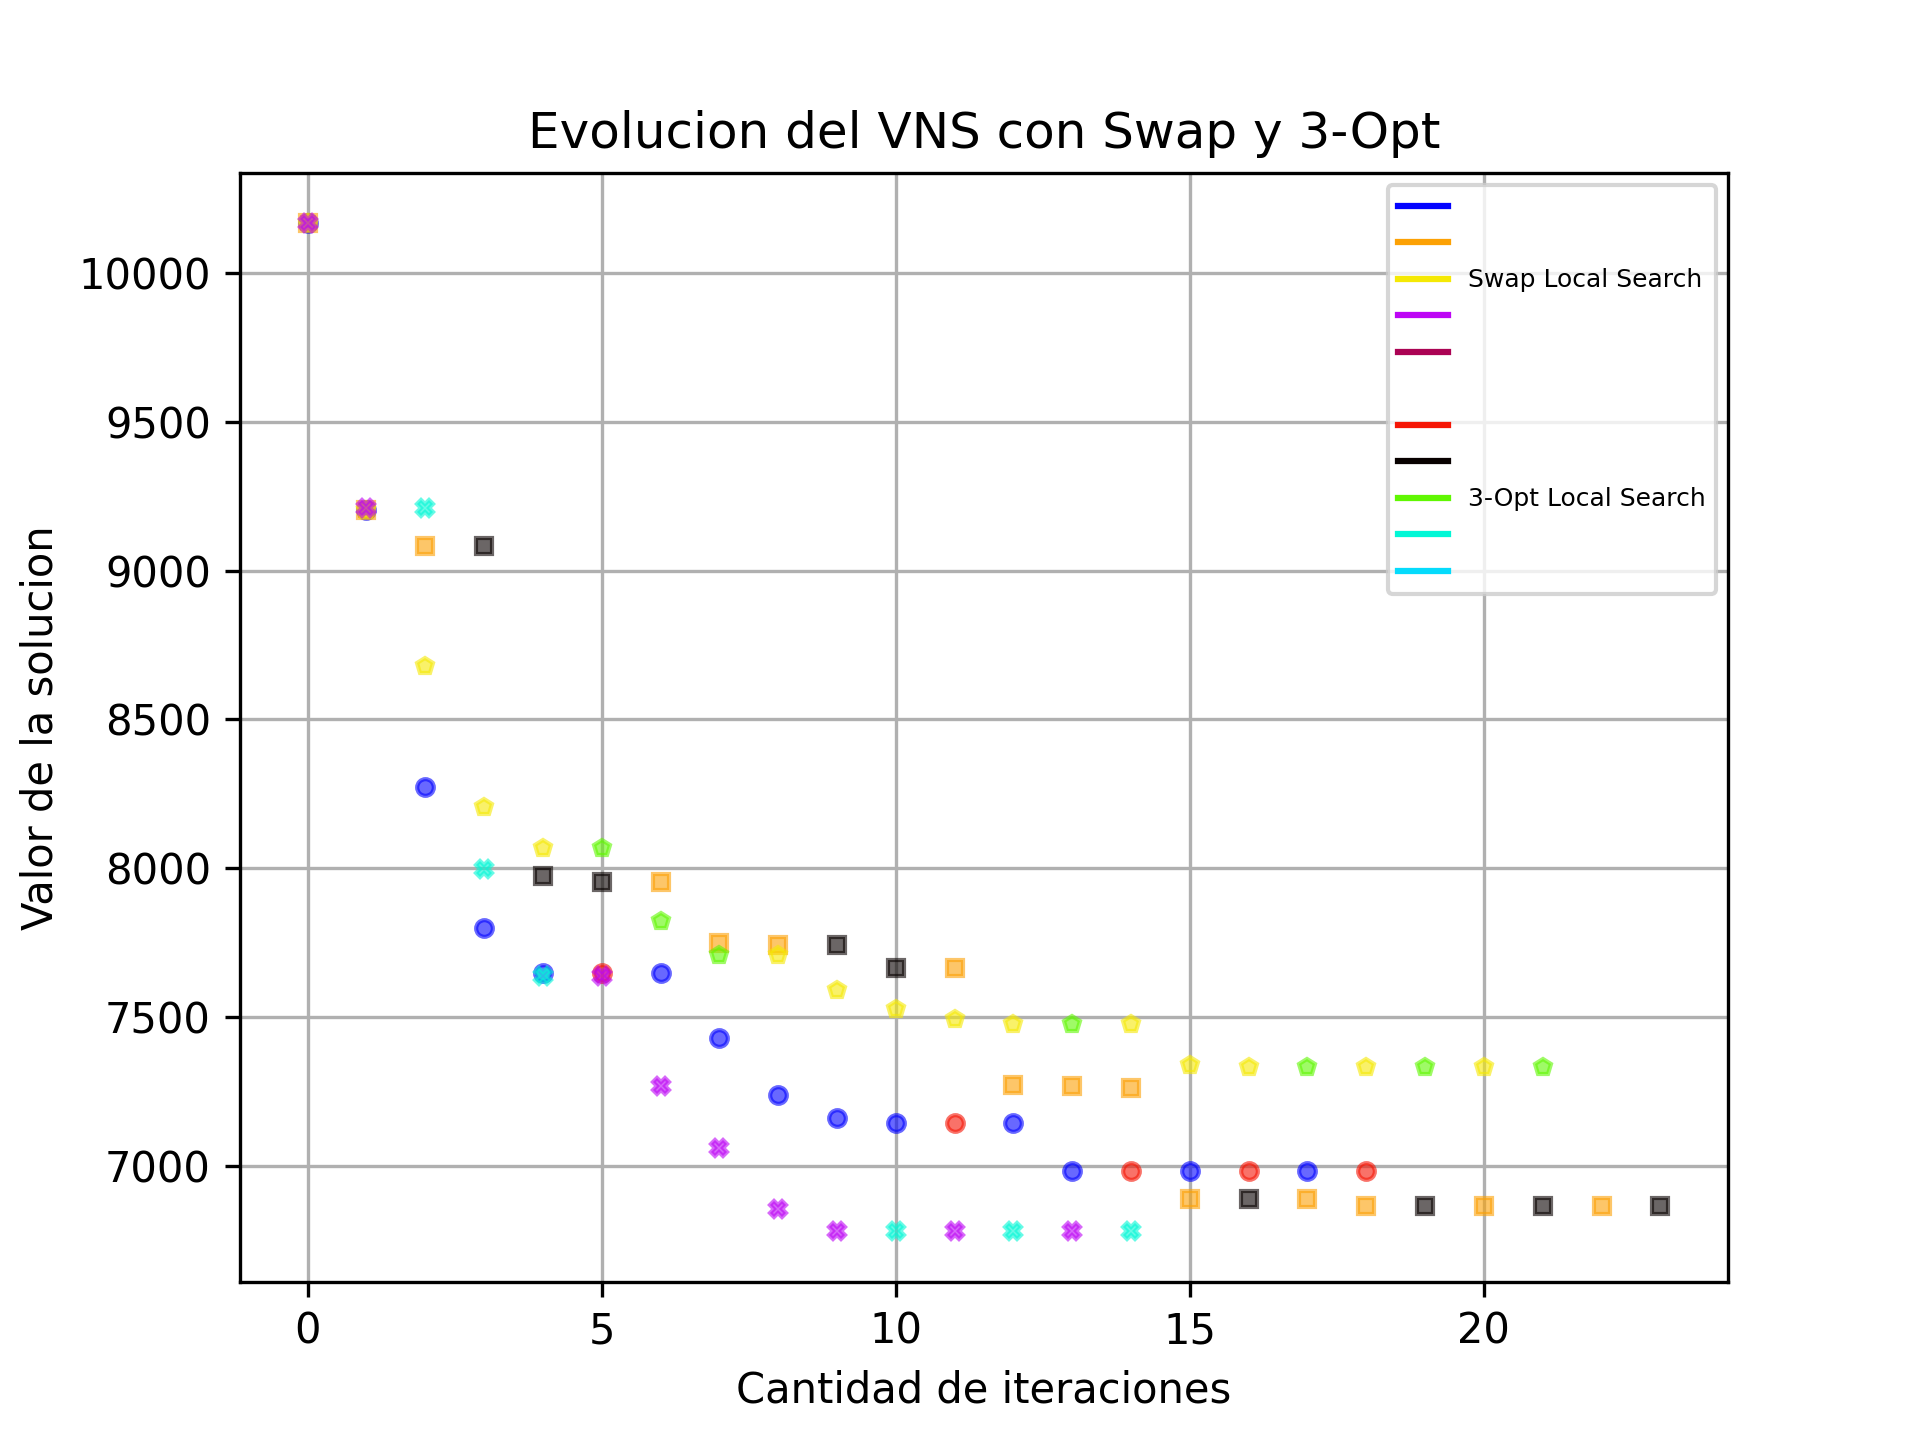 Evolucion del VNS con Swap y 3-Opt
Swap Local Search
3-Opt Local Search
10000
9500
9000
8500
8000
7500
7000
Valor de la solucion
0 5 10 15 20
Cantidad de iteraciones